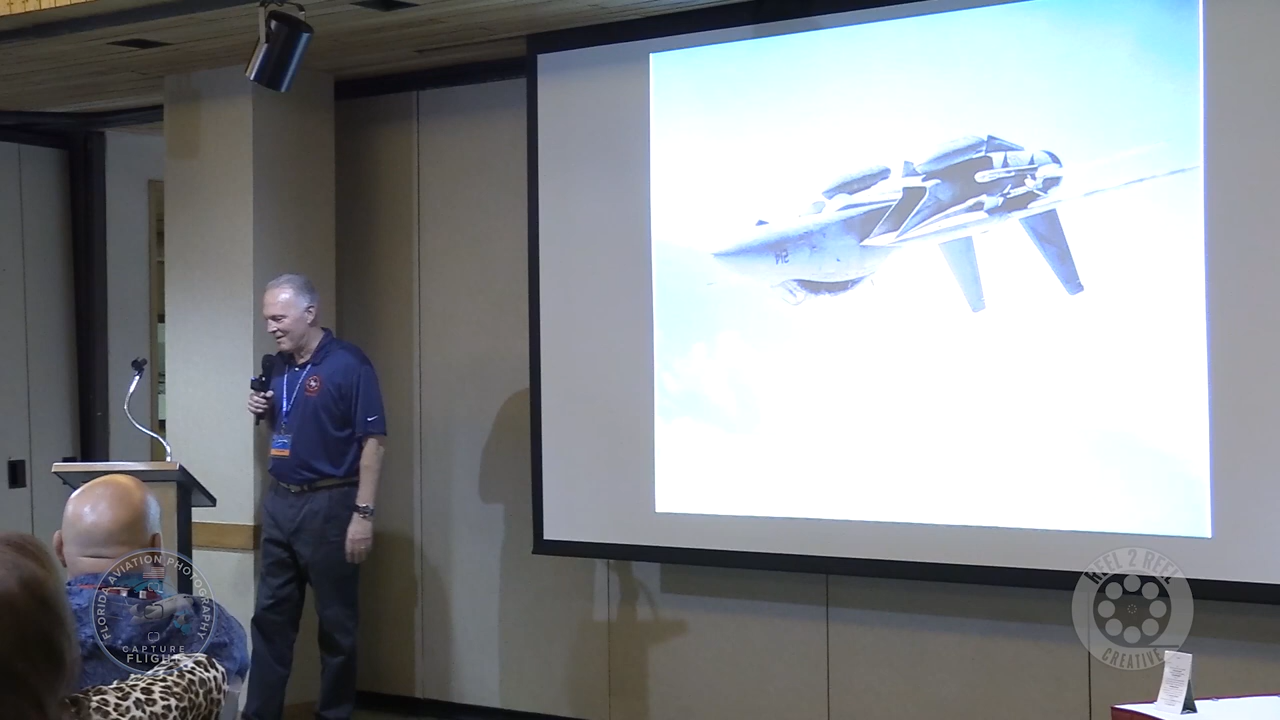 FLORIDA AVIATION PHOTOGRAPHY
CAPTURE
FLIGHT
REEL 2 REEL
CREATIVE